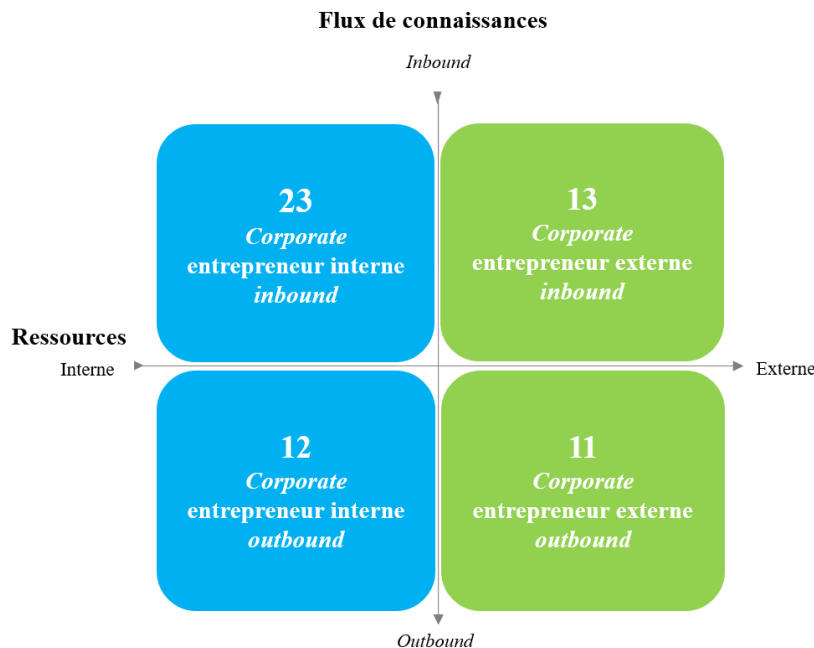 Flux de connaissances
Inbound
23
Corporate
entrepreneur interne
inbound
13
Corporate
entrepreneur externe
inbound
Ressources
Interne
Externe
12
Corporate
entrepreneur interne
outbound
11
Corporate
entrepreneur externe
outbound
Outbound